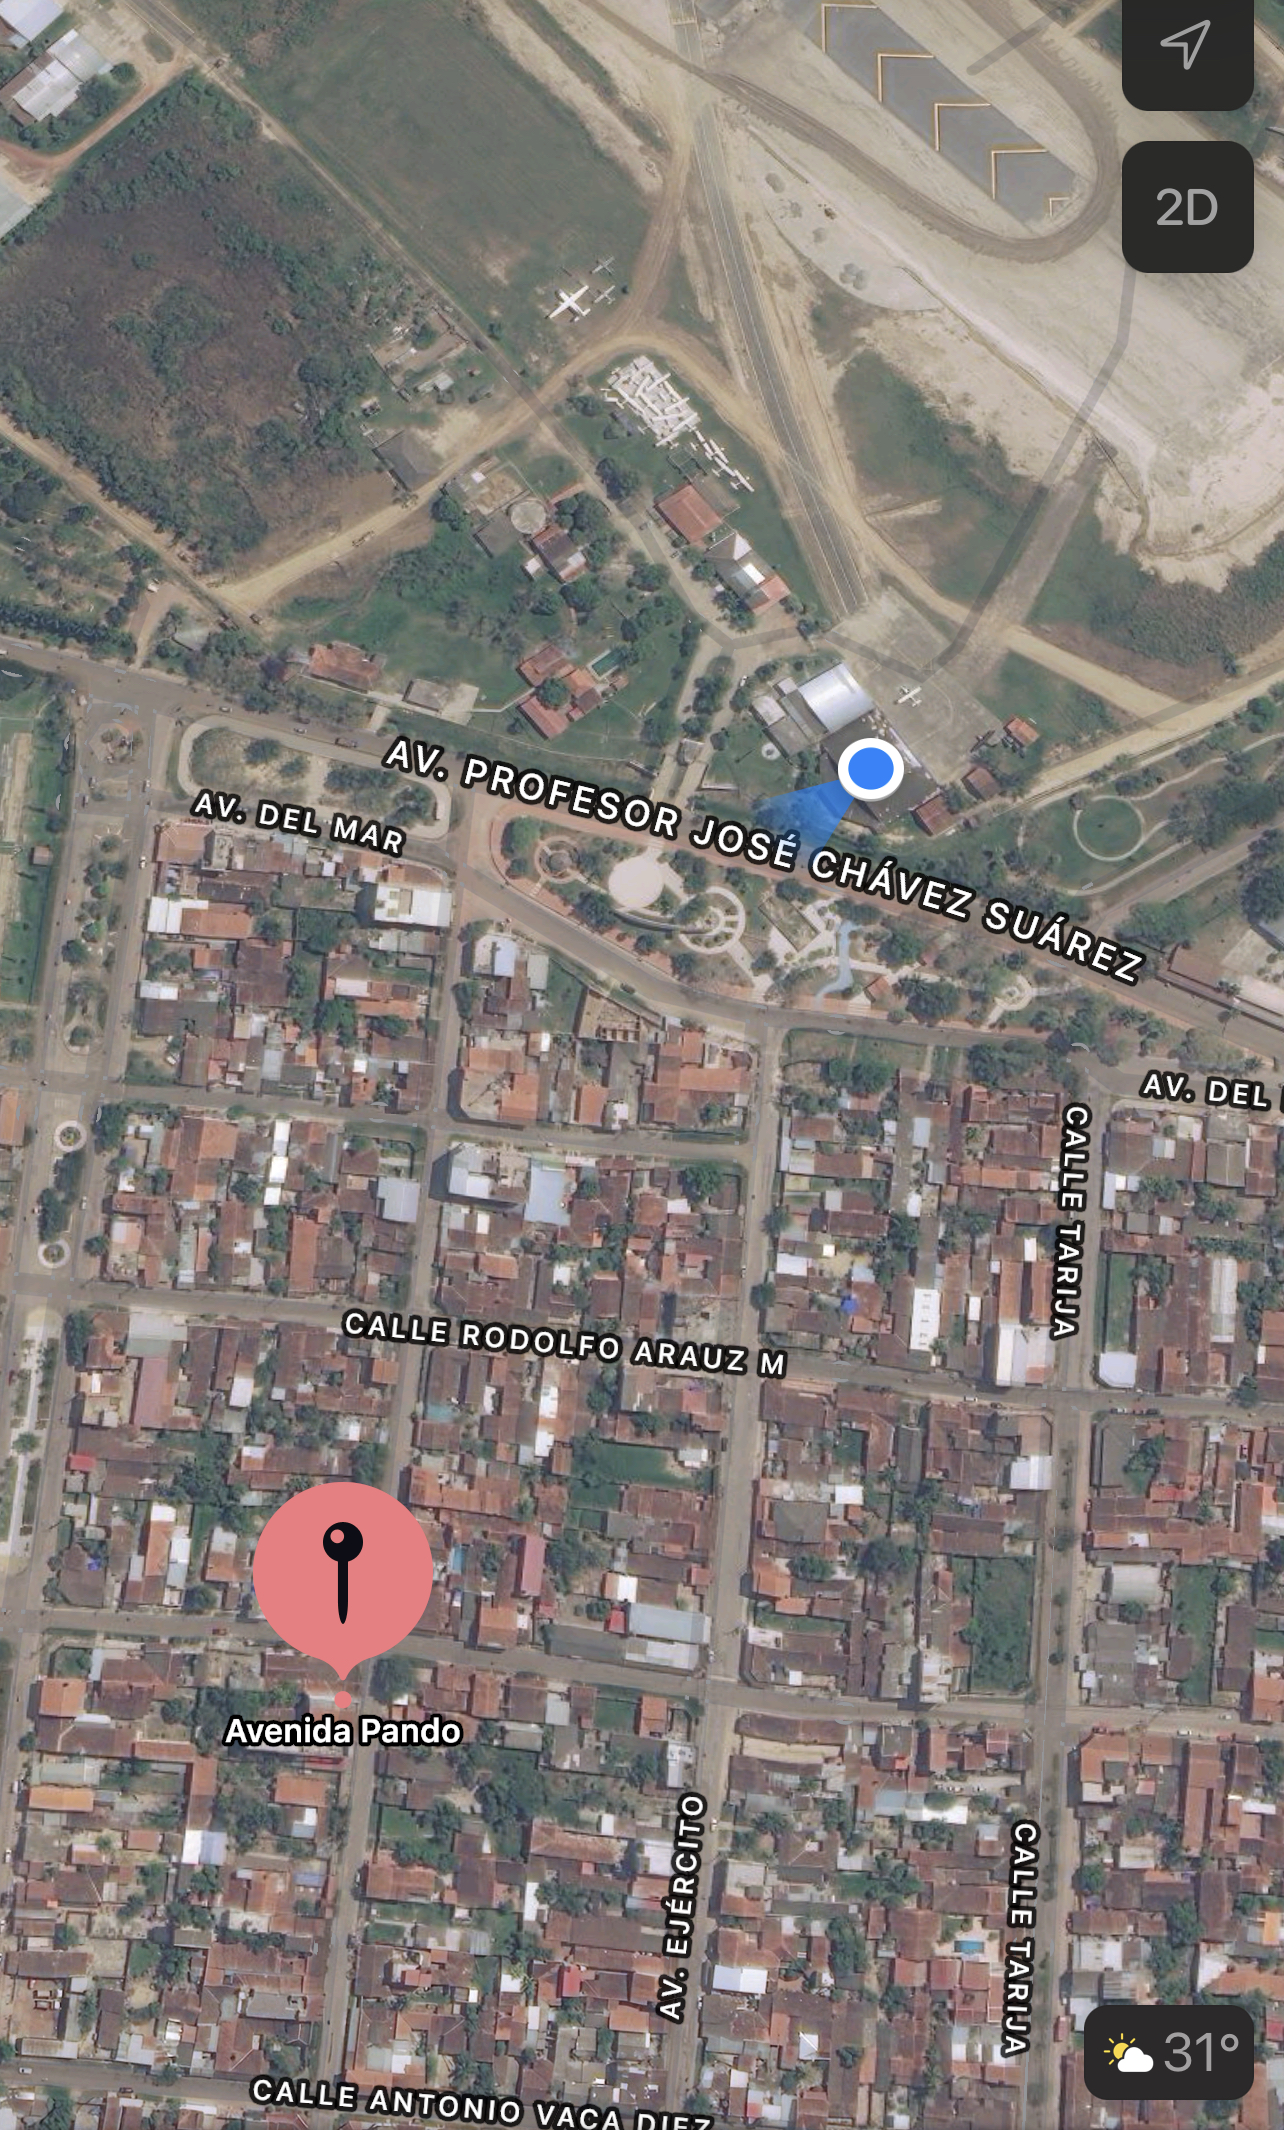 2D
AV. PROFESOR JOSÉ CHÁVEZ SUÁREZ
AV. DEL MAR
AV. DEL
CALLE TARIJA
CALLE RODOLFO ARAUZ M
Avenida Pando
AV. EJÉRCITO
CALLE TARIJA
31°
CALLE ANTONIO VACA DIEZ